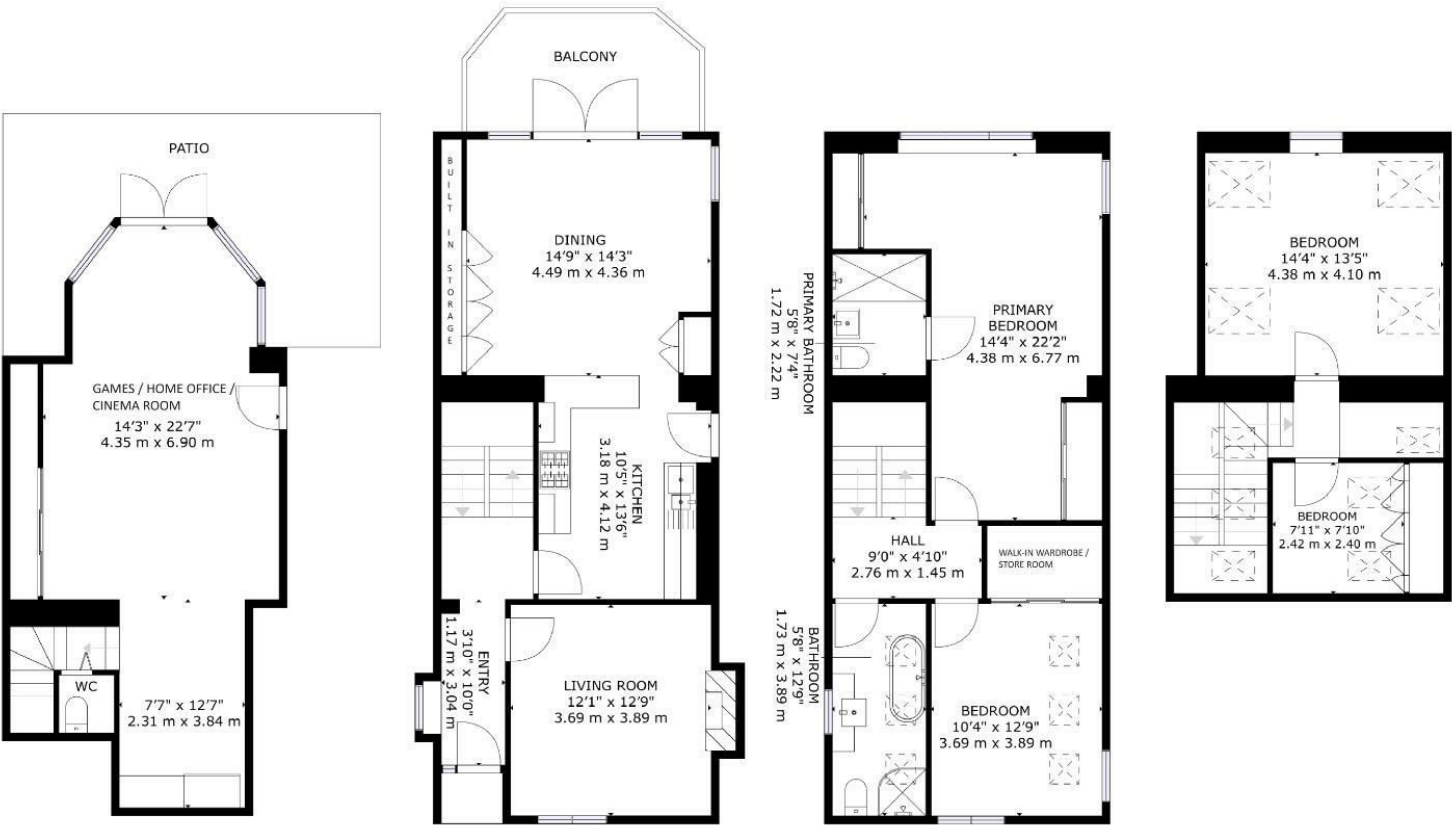 PATIO
GAMES / HOME OFFICE /
CINEMA ROOM
14'3" x 22'7"
4.35 m x 6.90 m
WC
7'7" x 12'7"
2.31 m x 3.84 m
BALCONY
BUILT IN STORAGE
DINING
14'9" x 14'3"
4.49 m x 4.36 m
KITCHEN
10'5" x 13'6"
3.18 m x 4.12 m
ENTRY
3'10" x 10'0"
1.17 m x 3.04 m
LIVING ROOM
12'1" x 12'9"
3.69 m x 3.89 m
PRIMARY BATHROOM
5'8" x 7'4"
1.72 m x 2.22 m
PRIMARY
BEDROOM
14'4" x 22'2"
4.38 m x 6.77 m
HALL
9'0" x 4'10"
2.76 m x 1.45 m
WALK-IN WARDROBE /
STORE ROOM
BATHROOM
5'8" x 12'9"
1.73 m x 3.89 m
BEDROOM
10'4" x 12'9"
3.69 m x 3.89 m
BEDROOM
14'4" x 13'5"
4.38 m x 4.10 m
BEDROOM
7'11" x 7'10"
2.42 m x 2.40 m